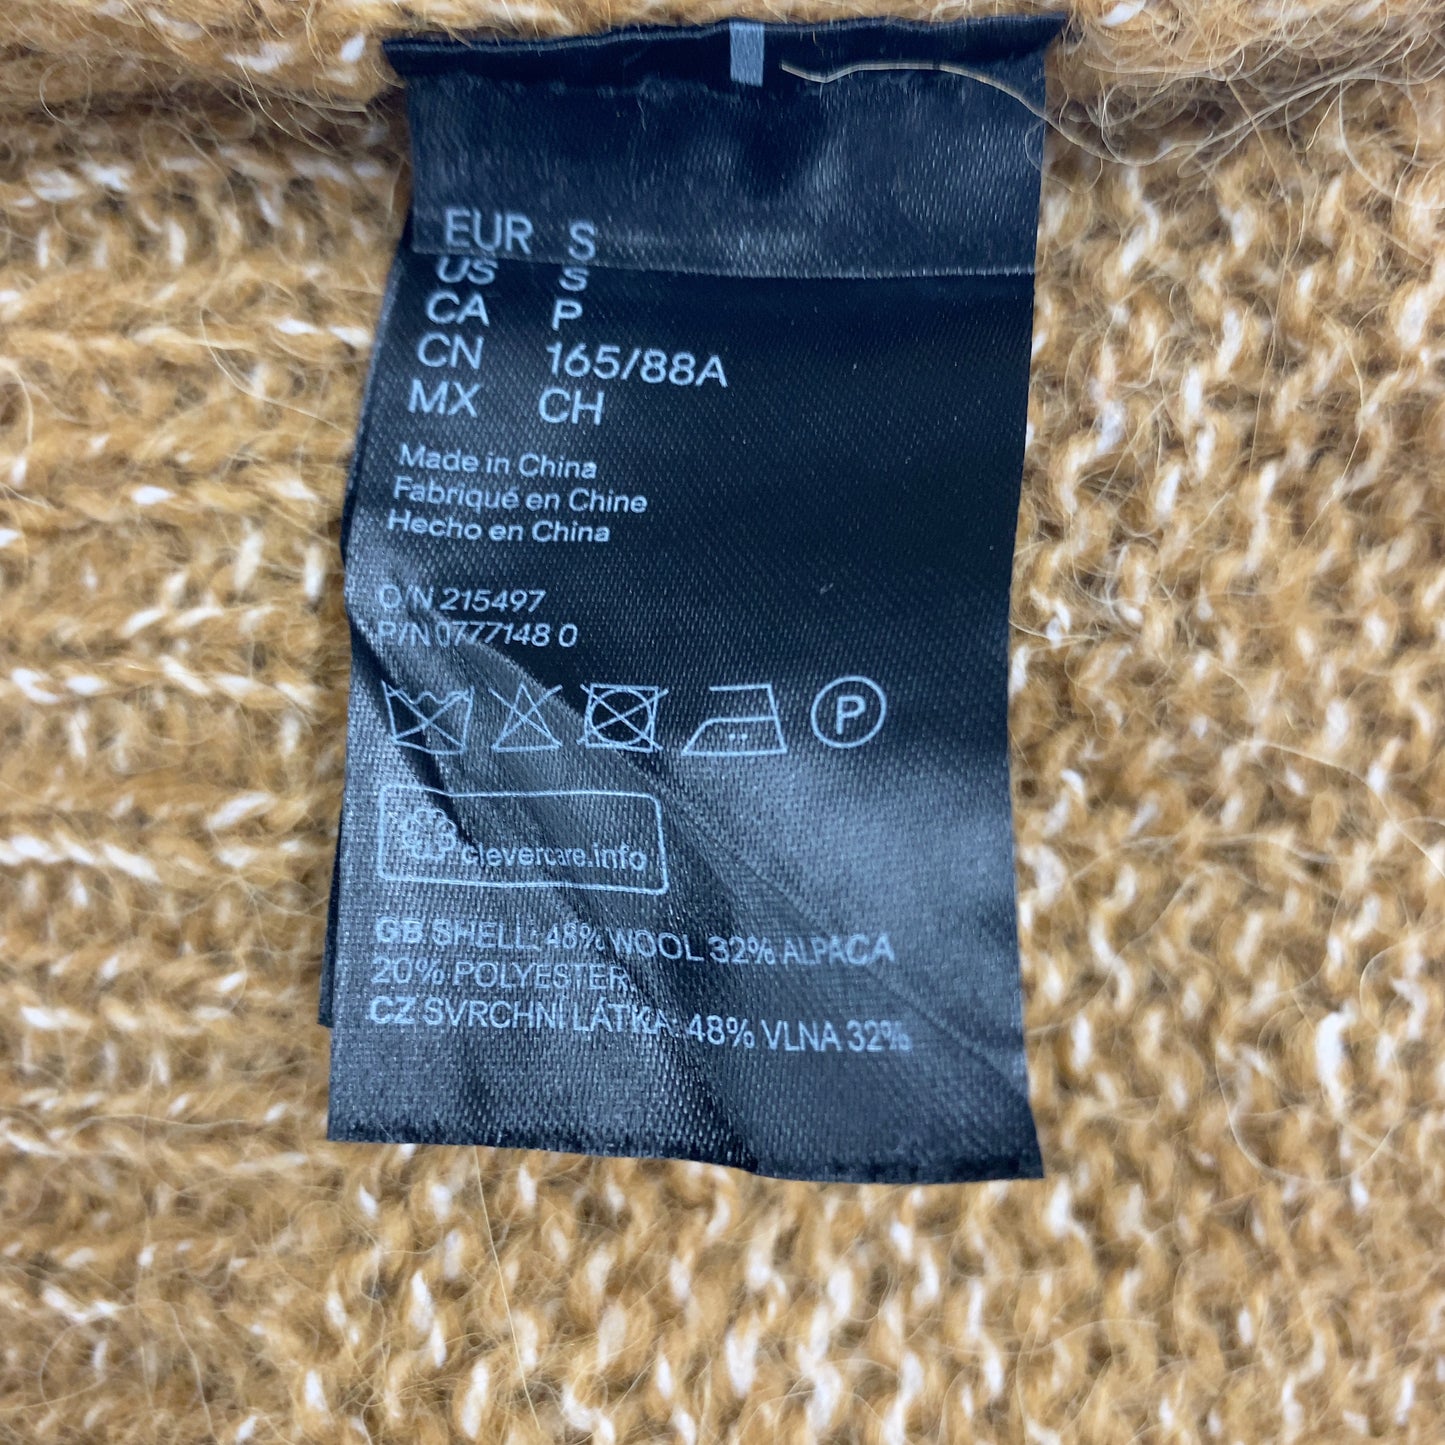 EUR S
US S
CA P
CN 165/88A
MX CH
Made in China
Fabriqué en Chine
Hecho en China
O/N 215497
P/N 0777148 0
P
clevercare.info
GB SHELL: 48% WOOL 32% ALPACA
20% POLYESTER
CZ SVRCHNÍ LÁTKA: 48% VLNA 32%